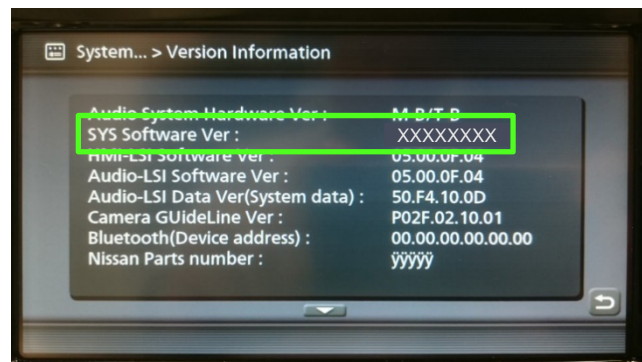 System... > Version Information
Audio System Hardware Ver : M-B/T-B
SYS Software Ver : XXXXXXXX
HMI-LSI Software Ver : 05.00.0F.04
Audio-LSI Software Ver : 05.00.0F.04
Audio-LSI Data Ver(System data) : 50.F4.10.0D
Camera GUideLine Ver : P02F.02.10.01
Bluetooth(Device address) : 00.00.00.00.00.00
Nissan Parts number : ÿÿÿÿÿ